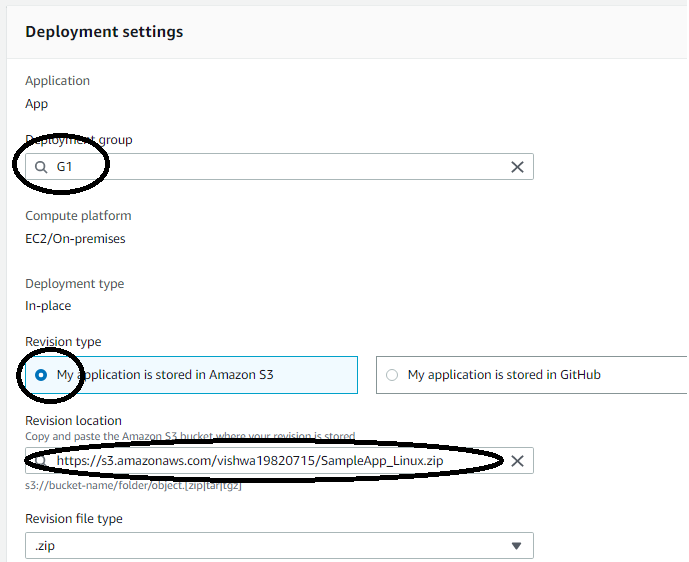 Deployment settings
Application
App
Deployment group
G1
Compute platform
EC2/On-premises
Deployment type
In-place
Revision type
My application is stored in Amazon S3
My application is stored in GitHub
Revision location
Copy and paste the Amazon S3 bucket where your revision is stored
https://s3.amazonaws.com/vishwa19820715/SampleApp_Linux.zip
s3://bucket-name/folder/object.[zip|tar|tgz]
Revision file type
.zip